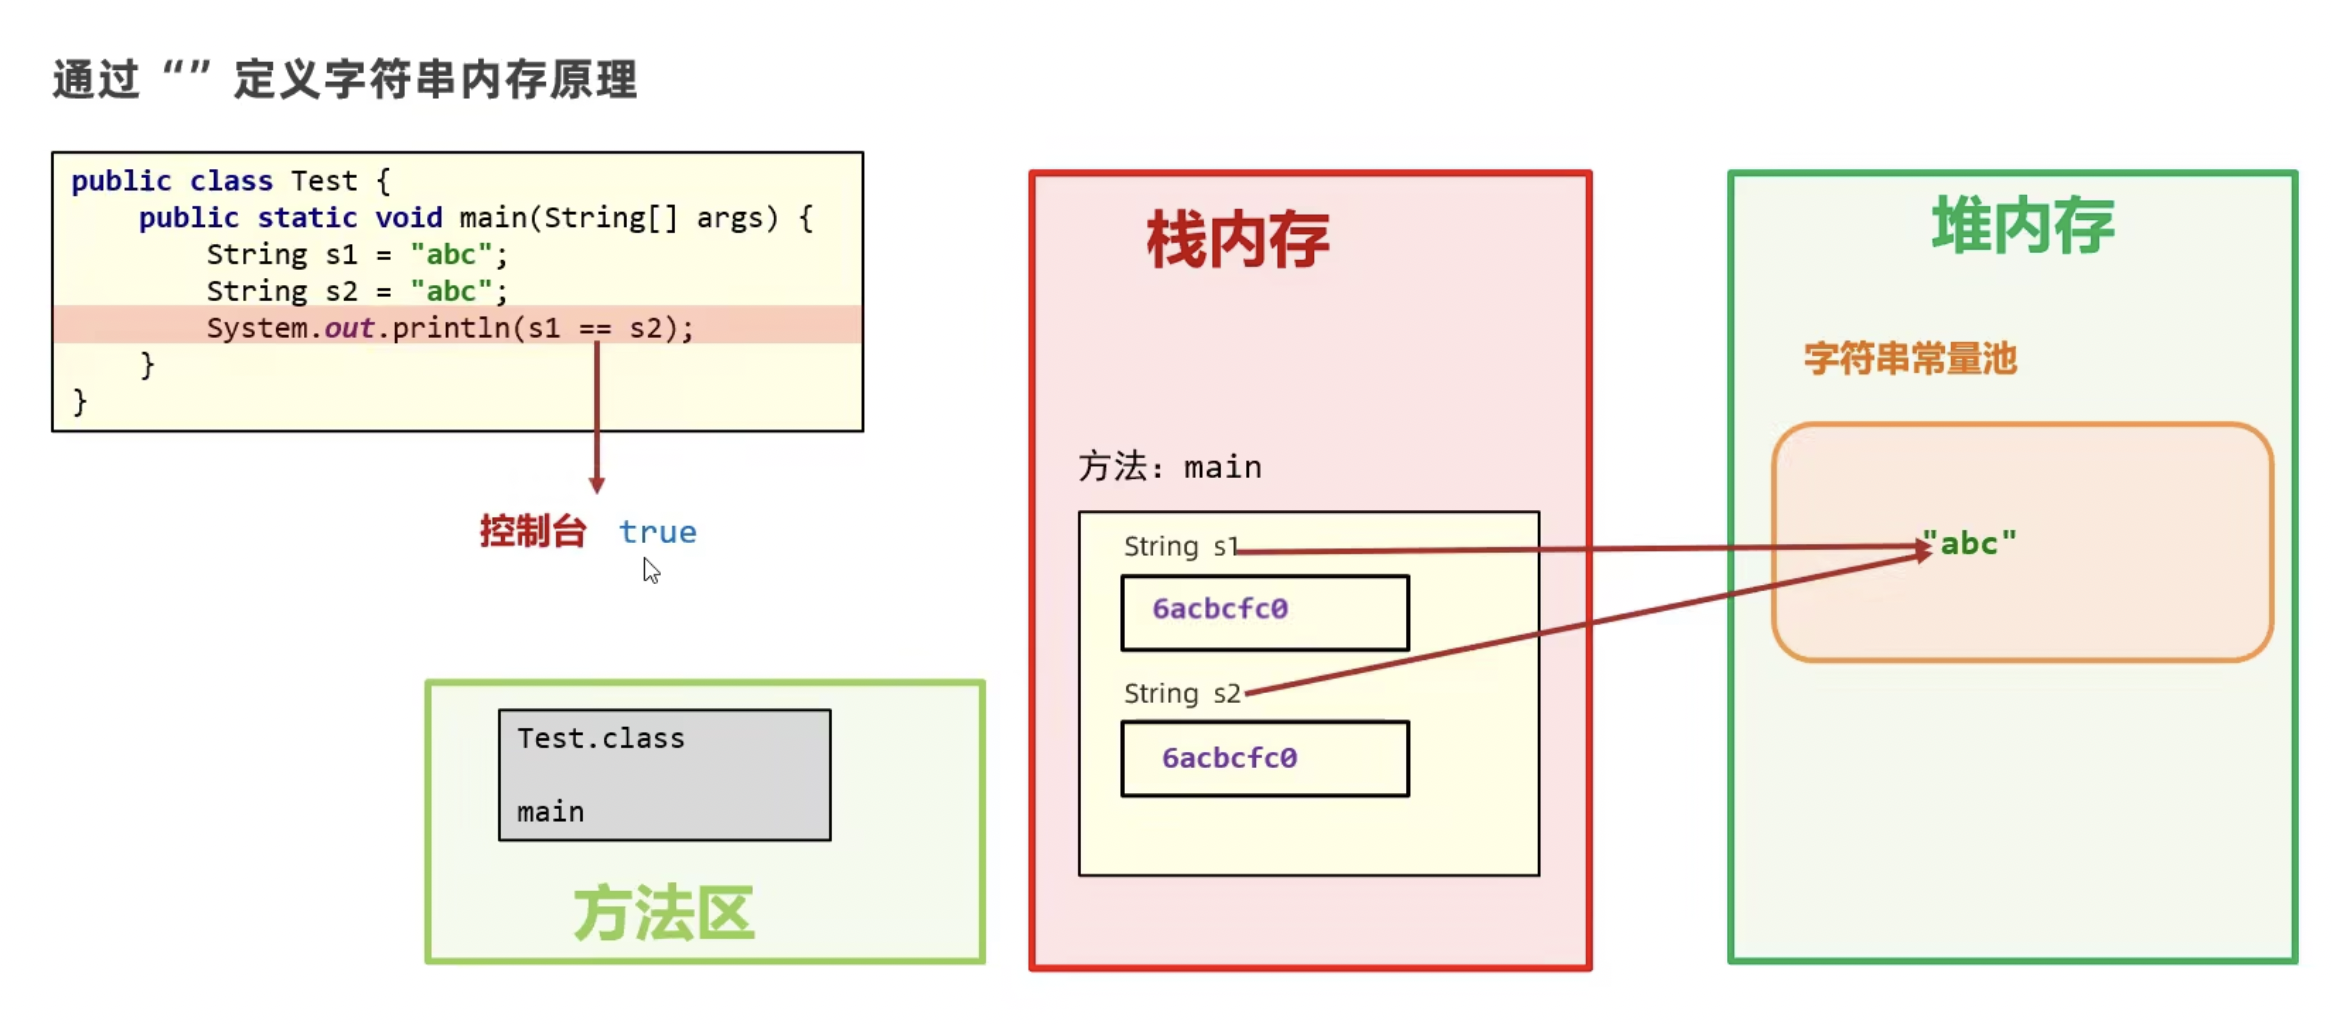 通过 “” 定义字符串内存原理
public class Test {
    public static void main(String[] args) {
        String s1 = "abc";
        String s2 = "abc";
        System.out.println(s1 == s2);
    }
}
控制台 true
Test.class
main
方法区
栈内存
方法：main
String s1
6acbcfc0
String s2
6acbcfc0
堆内存
字符串常量池
"abc"